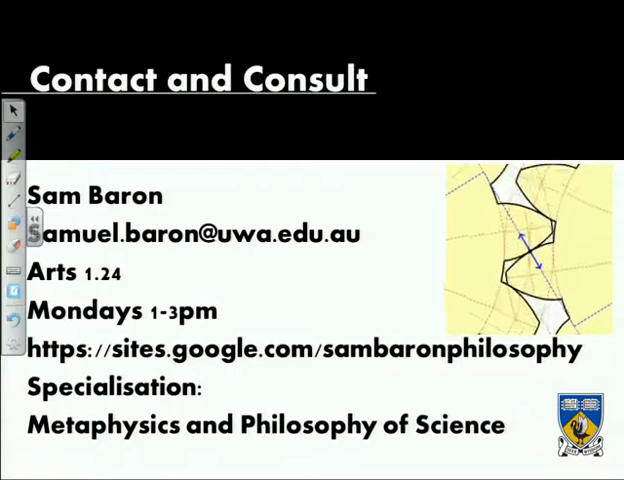 Contact and Consult
Sam Baron
Samuel.baron@uwa.edu.au
Arts 1.24
Mondays 1-3pm
https://sites.google.com/sambaronphilosophy
Specialisation:
Metaphysics and Philosophy of Science